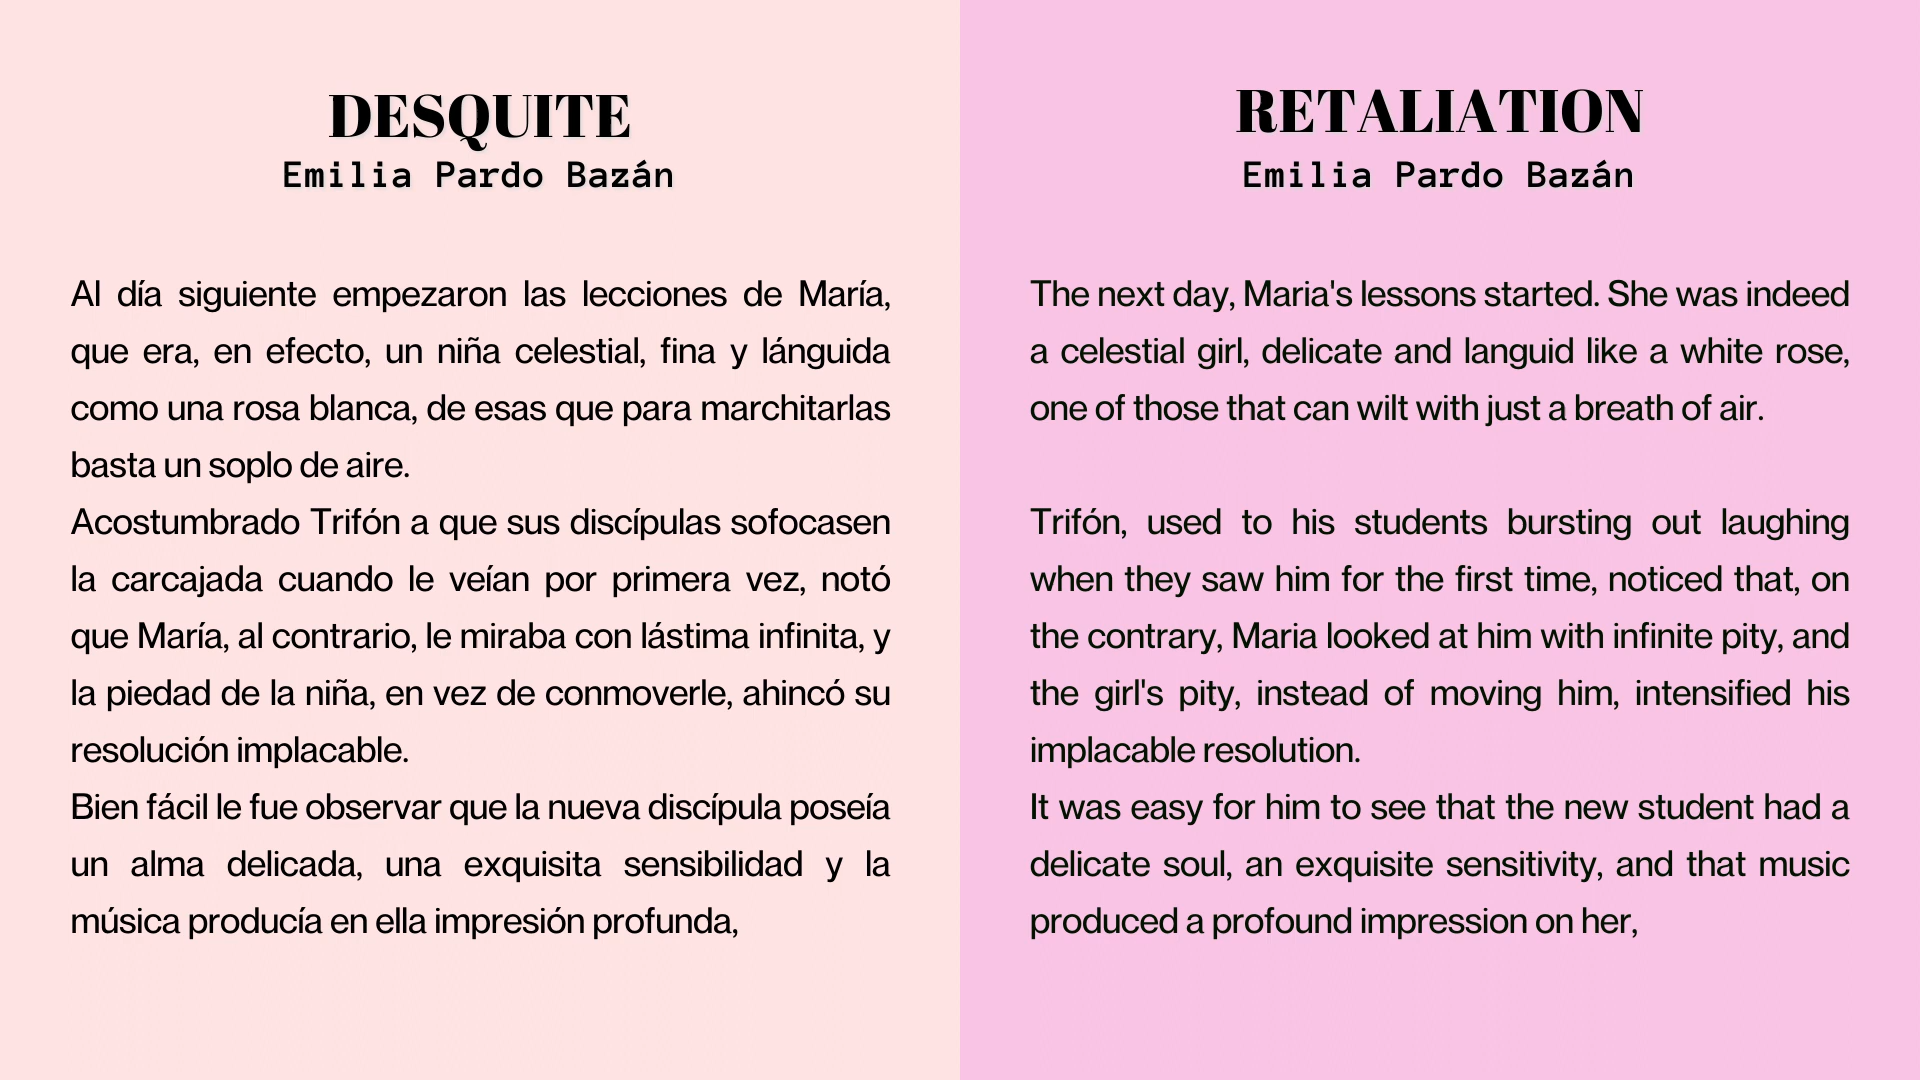 DESQUITE
Emilia Pardo Bazán
Al día siguiente empezaron las lecciones de María,
que era, en efecto, un niña celestial, fina y lánguida
como una rosa blanca, de esas que para marchitarlas
basta un soplo de aire.
Acostumbrado Trifón a que sus discípulas sofocasen
la carcajada cuando le veían por primera vez, notó
que María, al contrario, le miraba con lástima infinita, y
la piedad de la niña, en vez de conmoverle, ahincó su
resolución implacable.
Bien fácil le fue observar que la nueva discípula poseía
un alma delicada, una exquisita sensibilidad y la
música producía en ella impresión profunda,
RETALIATION
Emilia Pardo Bazán
The next day, Maria's lessons started. She was indeed
a celestial girl, delicate and languid like a white rose,
one of those that can wilt with just a breath of air.
Trifón, used to his students bursting out laughing
when they saw him for the first time, noticed that, on
the contrary, Maria looked at him with infinite pity, and
the girl's pity, instead of moving him, intensified his
implacable resolution.
It was easy for him to see that the new student had a
delicate soul, an exquisite sensitivity, and that music
produced a profound impression on her,